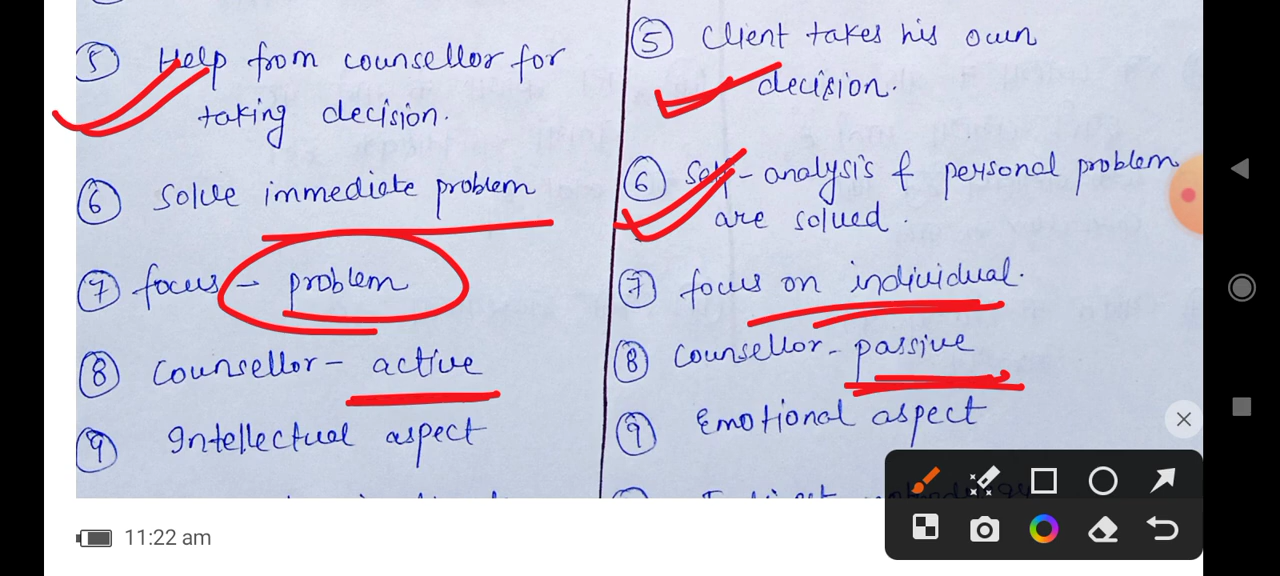 5 Help from counsellor for
taking decision.
6 Solve immediate problem
7 focus - problem
8 Counsellor - active
9 Intellectual aspect
5 Client takes his own
decision.
6 Self - analysis & personal problem
are solved.
7 focus on individual.
8 Counsellor - passive
9 Emotional aspect
11:22 am